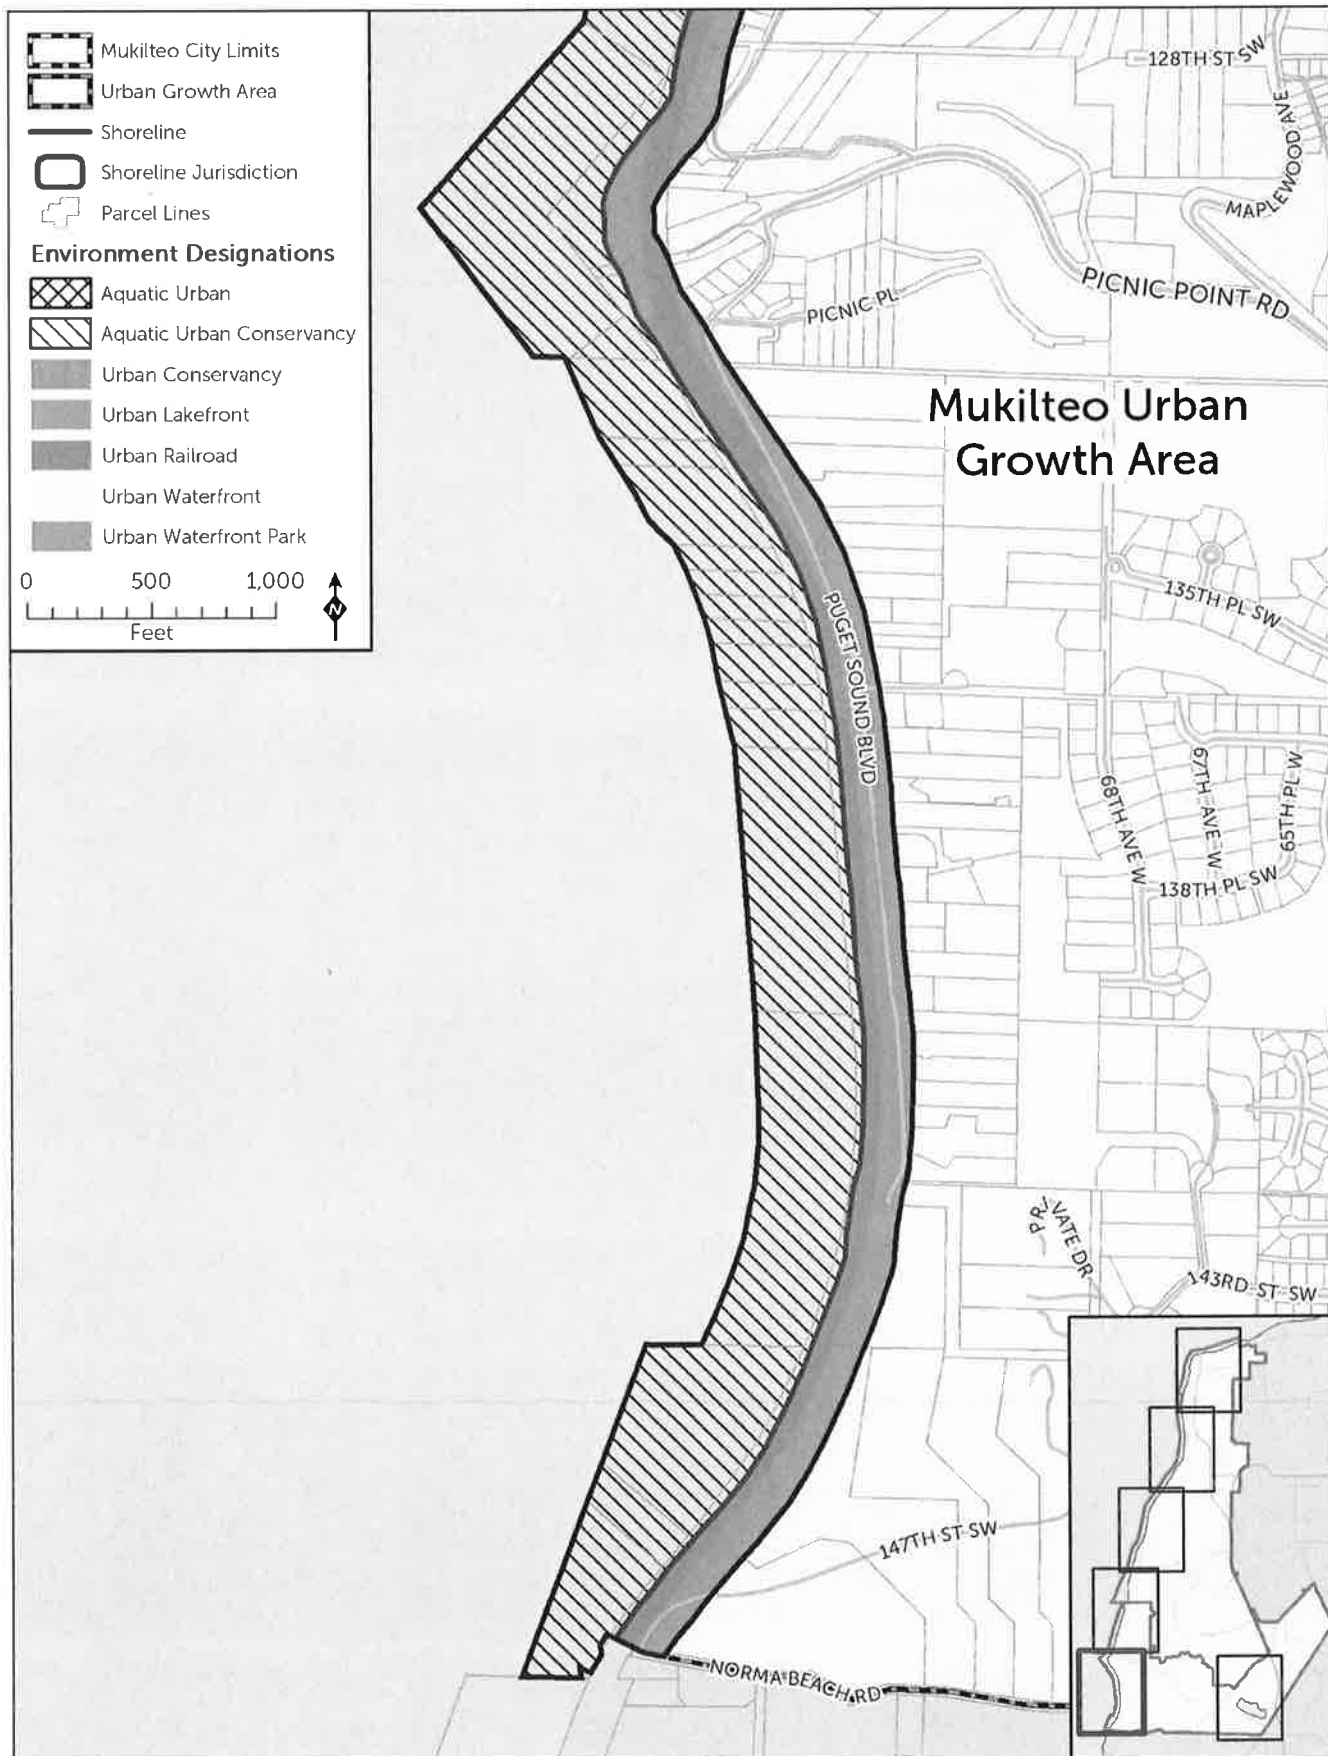 Mukilteo City Limits
Urban Growth Area
Shoreline
Shoreline Jurisdiction
Parcel Lines
Environment Designations
Aquatic Urban
Aquatic Urban Conservancy
Urban Conservancy
Urban Lakefront
Urban Railroad
Urban Waterfront
Urban Waterfront Park
0 500 1,000
Feet
N
128TH ST SW
MAPLEWOOD AVE
PICNIC POINT RD
PICNIC PL
Mukilteo Urban
Growth Area
135TH PL SW
PUGET SOUND BLVD
68TH AVE W
67TH AVE W
65TH PL W
138TH PL SW
PRIVATE DR
143RD ST SW
147TH ST SW
NORMA BEACH RD